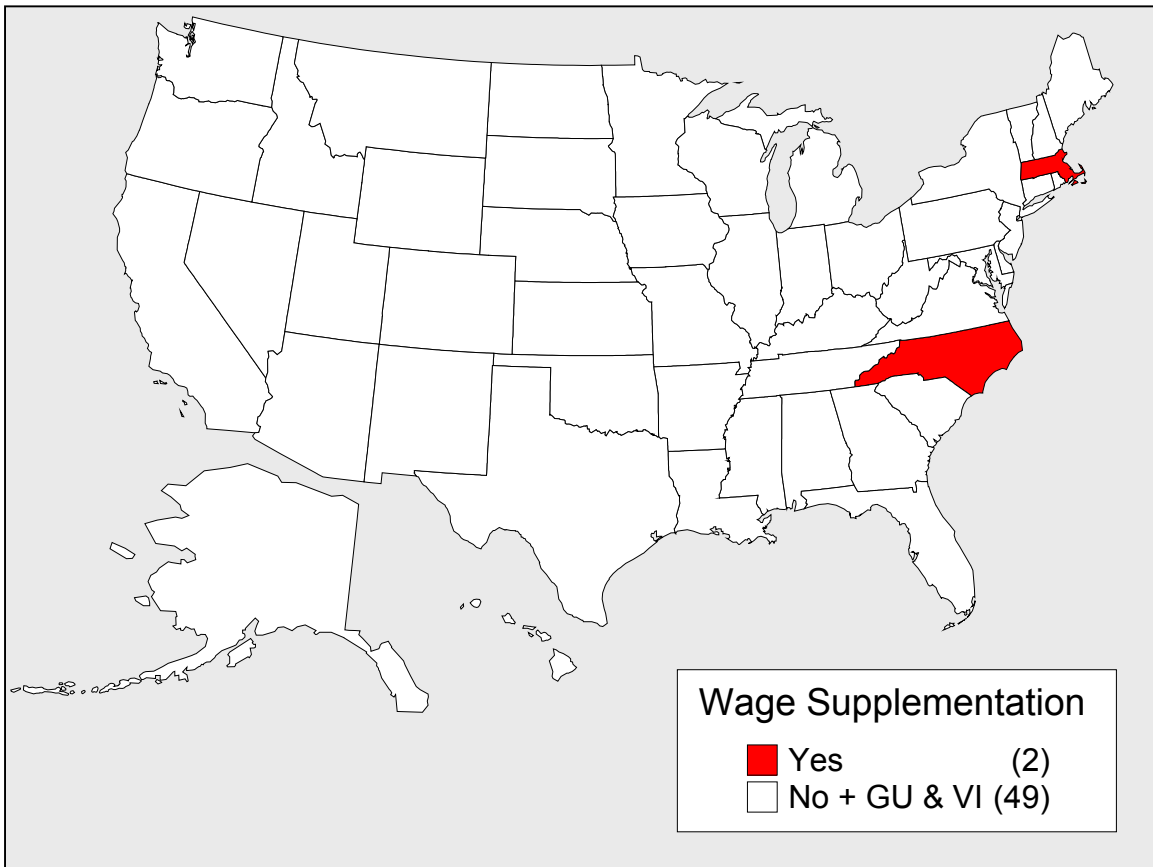 Wage Supplementation
Yes (2)
No + GU & VI (49)